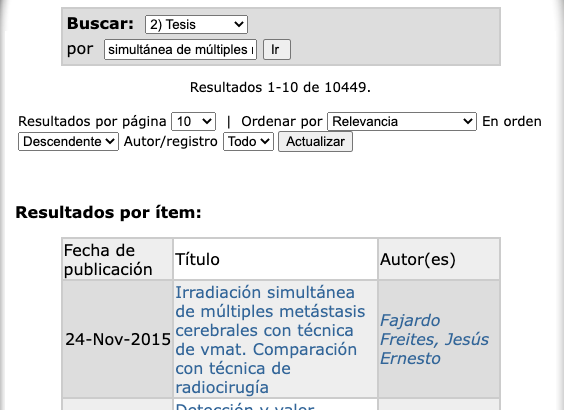 Buscar: 2) Tesis
por simultánea de múltiples Ir
Resultados 1-10 de 10449.
Resultados por página 10 | Ordenar por Relevancia En orden
Descendente Autor/registro Todo Actualizar
Resultados por ítem:
Fecha de
publicación
Título
Autor(es)
24-Nov-2015
Irradiación simultánea
de múltiples metástasis
cerebrales con técnica
de vmat. Comparación
con técnica de
radiocirugía
Fajardo
Freites, Jesús
Ernesto
Detección y valor